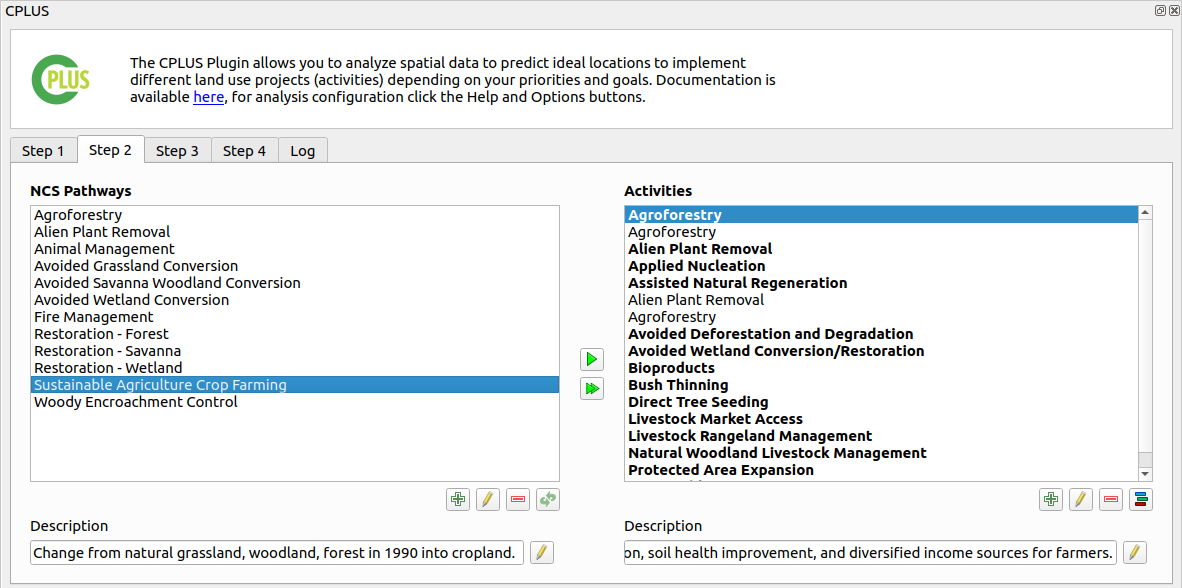 CPLUS
PLUS
The CPLUS Plugin allows you to analyze spatial data to predict ideal locations to implement
different land use projects (activities) depending on your priorities and goals. Documentation is
available here, for analysis configuration click the Help and Options buttons.
Step 1
Step 2
Step 3
Step 4
Log
NCS Pathways
Agroforestry
Alien Plant Removal
Animal Management
Avoided Grassland Conversion
Avoided Savanna Woodland Conversion
Avoided Wetland Conversion
Fire Management
Restoration - Forest
Restoration - Savanna
Restoration - Wetland
Sustainable Agriculture Crop Farming
Woody Encroachment Control
Description
Change from natural grassland, woodland, forest in 1990 into cropland.
Activities
Agroforestry
Agroforestry
Alien Plant Removal
Applied Nucleation
Assisted Natural Regeneration
Alien Plant Removal
Agroforestry
Avoided Deforestation and Degradation
Avoided Wetland Conversion/Restoration
Bioproducts
Bush Thinning
Direct Tree Seeding
Livestock Market Access
Livestock Rangeland Management
Natural Woodland Livestock Management
Protected Area Expansion
Description
on, soil health improvement, and diversified income sources for farmers.